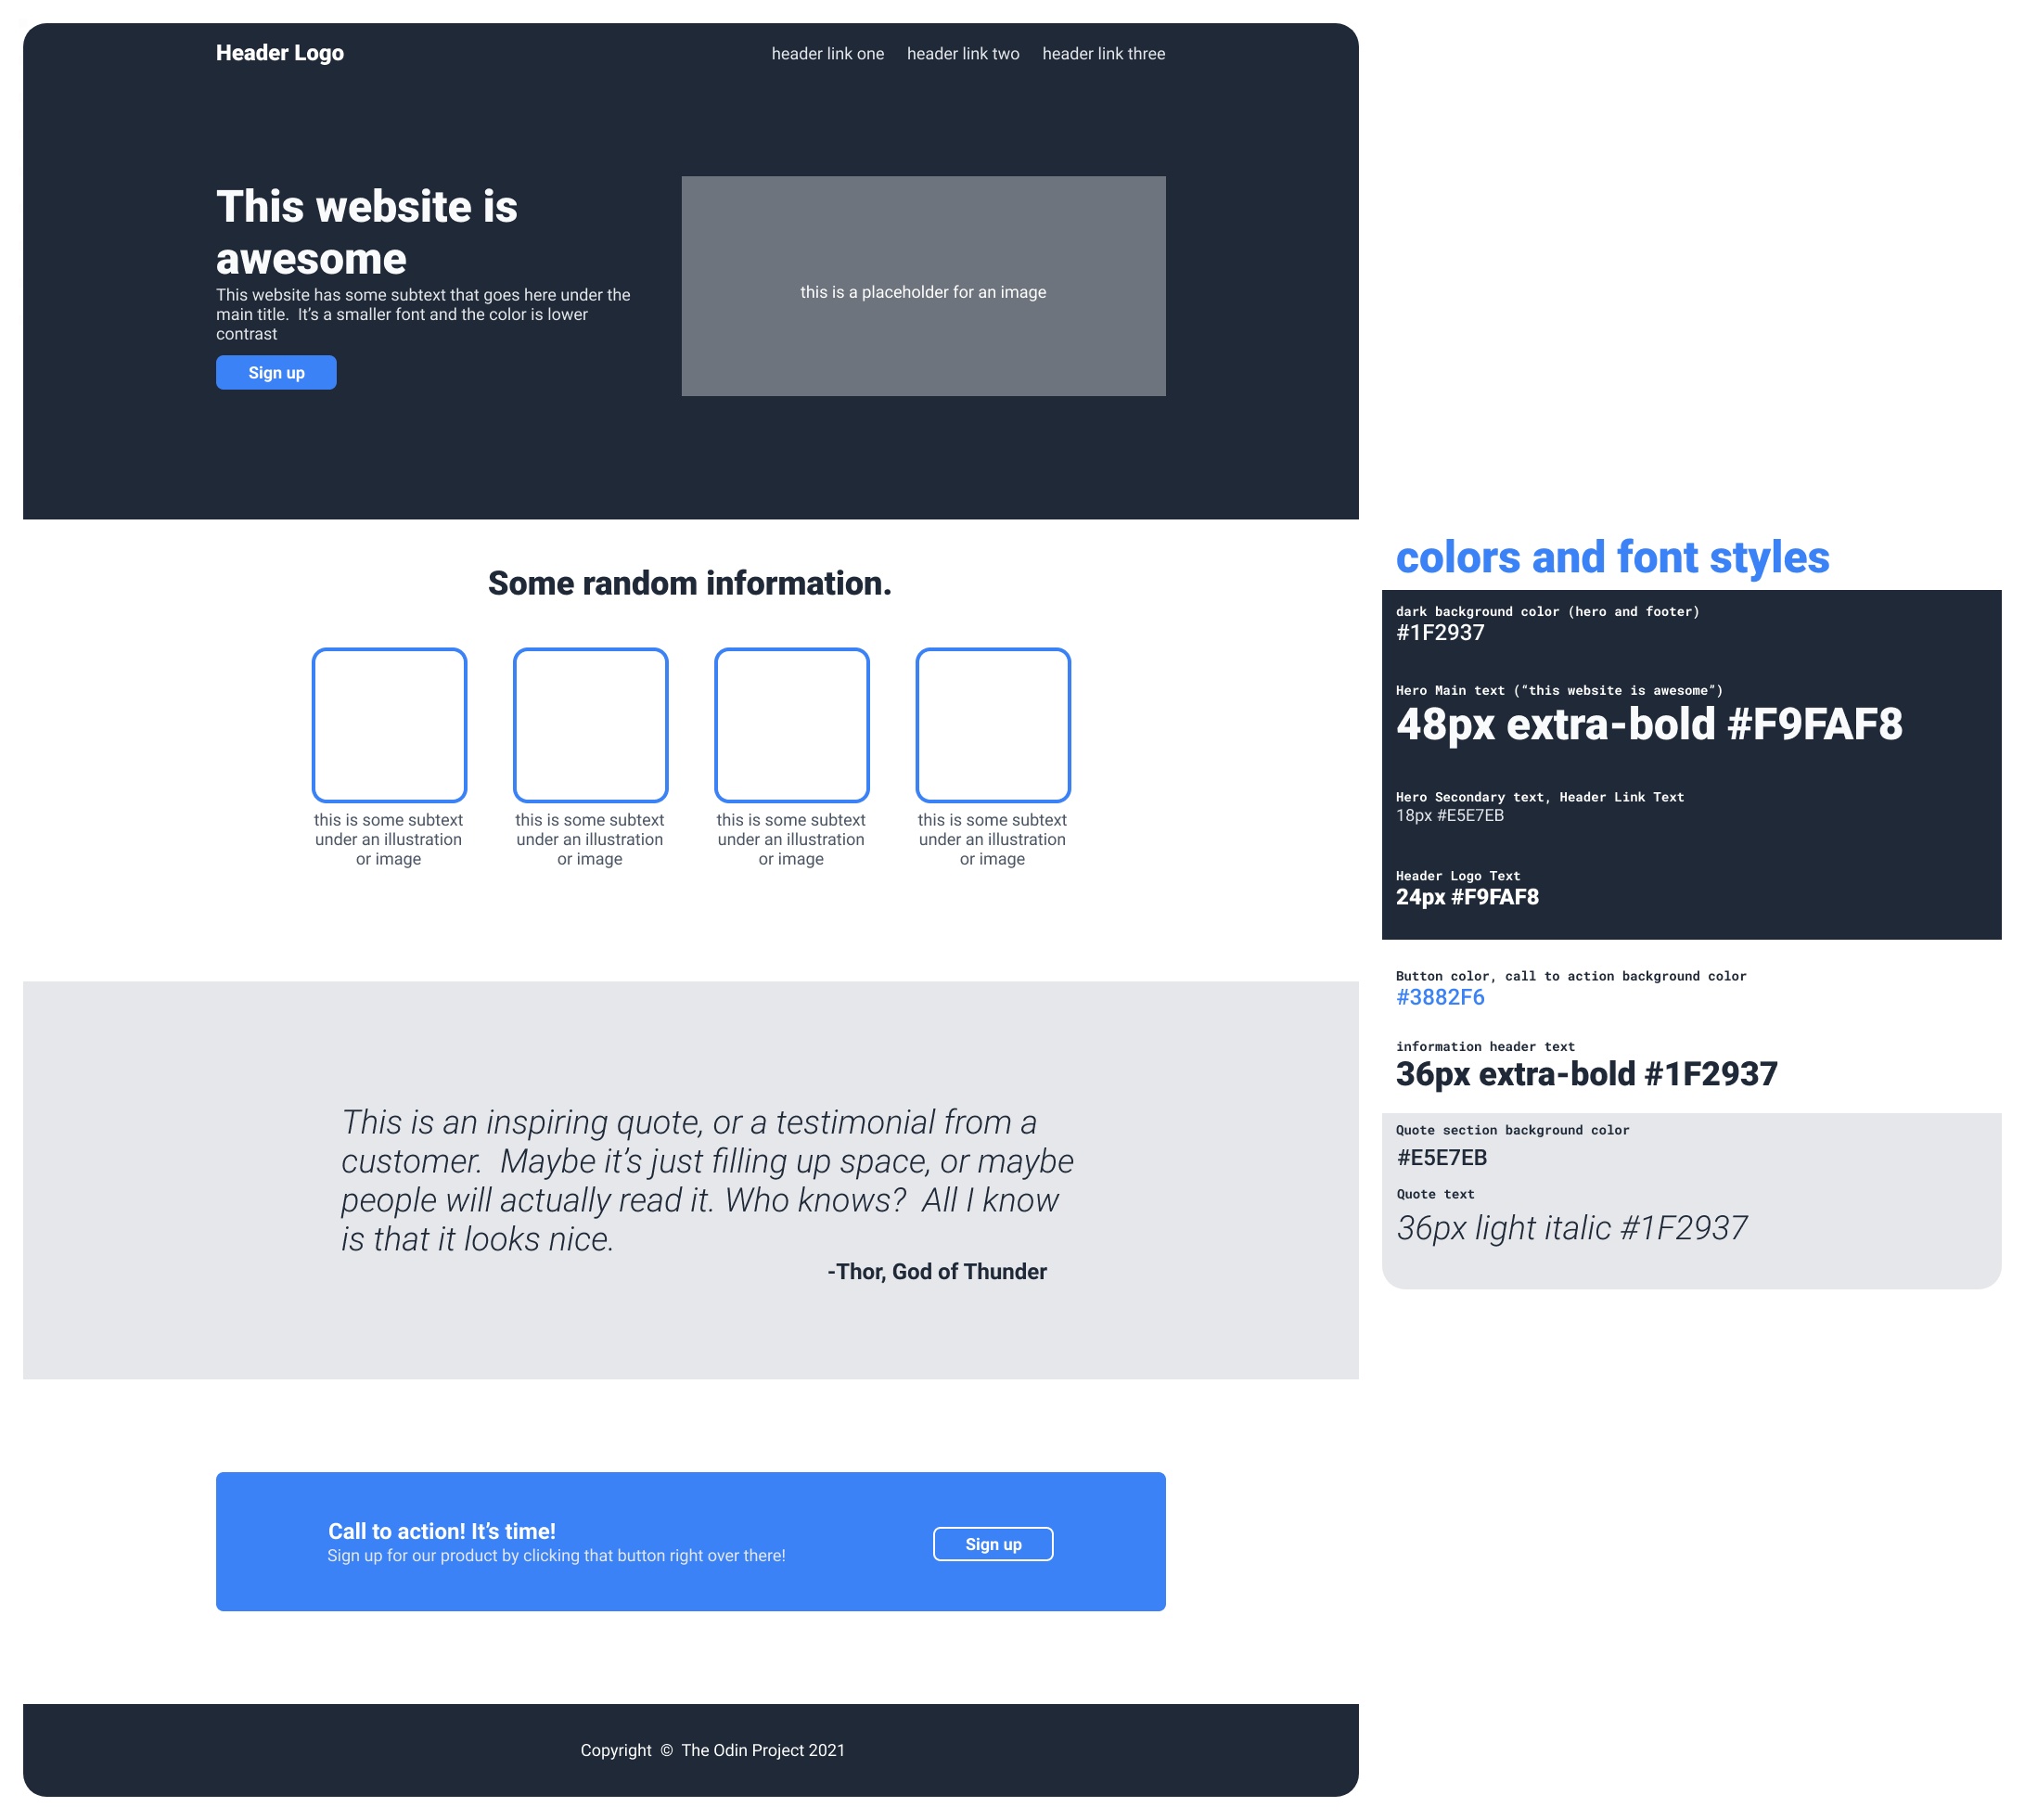 Header Logo
header link one header link two header link three
This website is
awesome
This website has some subtext that goes here under the
main title.  It’s a smaller font and the color is lower
contrast
Sign up
this is a placeholder for an image
Some random information.
this is some subtext
under an illustration
or image
this is some subtext
under an illustration
or image
this is some subtext
under an illustration
or image
this is some subtext
under an illustration
or image
This is an inspiring quote, or a testimonial from a
customer.  Maybe it’s just filling up space, or maybe
people will actually read it. Who knows?  All I know
is that it looks nice.
-Thor, God of Thunder
Call to action! It’s time!
Sign up for our product by clicking that button right over there!
Sign up
Copyright © The Odin Project 2021
colors and font styles
dark background color (hero and footer)
#1F2937
Hero Main text (“this website is awesome”)
48px extra-bold #F9FAF8
Hero Secondary text, Header Link Text
18px #E5E7EB
Header Logo Text
24px #F9FAF8
Button color, call to action background color
#3882F6
information header text
36px extra-bold #1F2937
Quote section background color
#E5E7EB
Quote text
36px light italic #1F2937